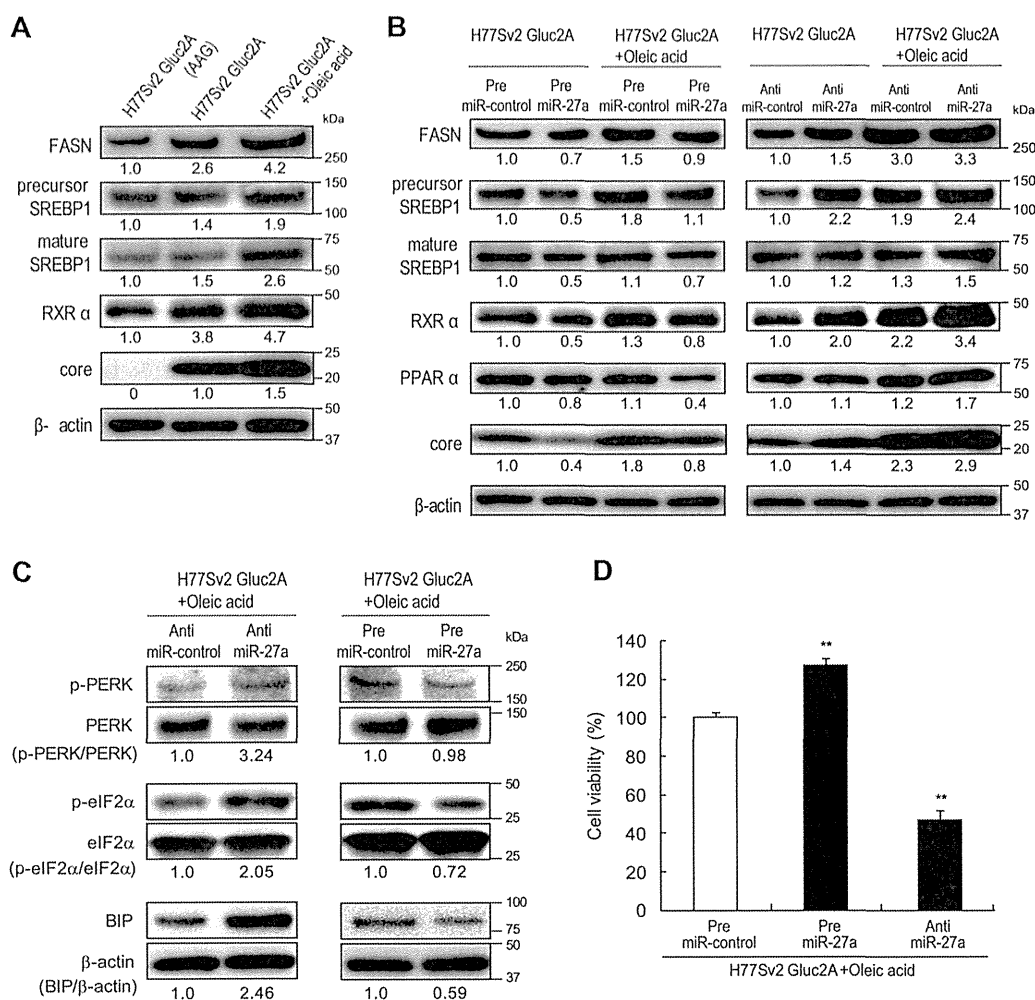 A
H77Sv2 Gluc2A (AAG)
H77Sv2 Gluc2A
H77Sv2 Gluc2A +Oleic acid
kDa
FASN
250
1.0 2.6 4.2
precursor SREBP1
150
100
1.0 1.4 1.9
mature SREBP1
75
50
1.0 1.5 2.6
RXR α
50
1.0 3.8 4.7
core
25
20
0 1.0 1.5
β- actin
50
37
B
H77Sv2 Gluc2A
H77Sv2 Gluc2A +Oleic acid
H77Sv2 Gluc2A
H77Sv2 Gluc2A +Oleic acid
Pre miR-control
Pre miR-27a
Pre miR-control
Pre miR-27a
Anti miR-control
Anti miR-27a
Anti miR-control
Anti miR-27a
kDa
FASN
250
1.0 0.7 1.5 0.9 1.0 1.5 3.0 3.3
precursor SREBP1
150
100
1.0 0.5 1.8 1.1 1.0 2.2 1.9 2.4
mature SREBP1
75
50
1.0 0.5 1.1 0.7 1.0 1.2 1.3 1.5
RXR α
50
1.0 0.5 1.3 0.8 1.0 2.0 2.2 3.4
PPAR α
75
50
1.0 0.8 1.1 0.4 1.0 1.1 1.2 1.7
core
25
20
1.0 0.4 1.8 0.8 1.0 1.4 2.3 2.9
β-actin
50
37
C
H77Sv2 Gluc2A +Oleic acid
H77Sv2 Gluc2A +Oleic acid
Anti miR-control
Anti miR-27a
Pre miR-control
Pre miR-27a
kDa
p-PERK
250
150
PERK
150
(p-PERK/PERK) 1.0 3.24 1.0 0.98
p-eIF2α
50
25
eIF2α
25
(p-eIF2α/eIF2α) 1.0 2.05 1.0 0.72
BIP
100
75
β-actin
50
37
(BIP/β-actin) 1.0 2.46 1.0 0.59
D
Cell viability (%)
140
120
100
80
60
40
20
0
**
**
Pre miR-control
Pre miR-27a
Anti miR-27a
H77Sv2 Gluc2A+Oleic acid